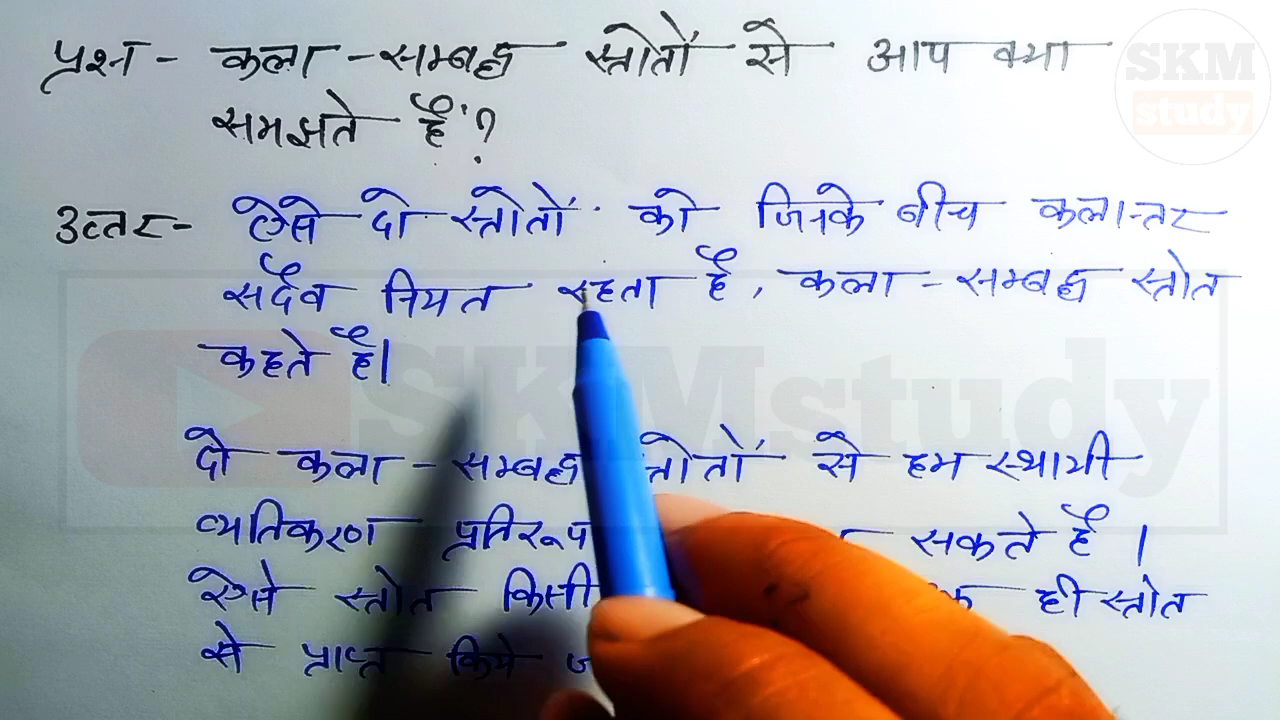 SKM
study
प्रश्न - कला - सम्बद्ध स्त्रोतों से आप क्या
समझते हैं?
उत्तर - ऐसे दो स्त्रोतों को जिनके बीच कलान्तर
सदैव नियत रहता है, कला - सम्बद्ध स्त्रोत
कहते है।
SKMstudy
दो कला - सम्बद्ध स्त्रोतों से हम स्थायी
व्यतिकरण प्रतिरूप सकते हैं ।
ऐसे स्त्रोत किसी ही स्त्रोत
से प्राप्त किये